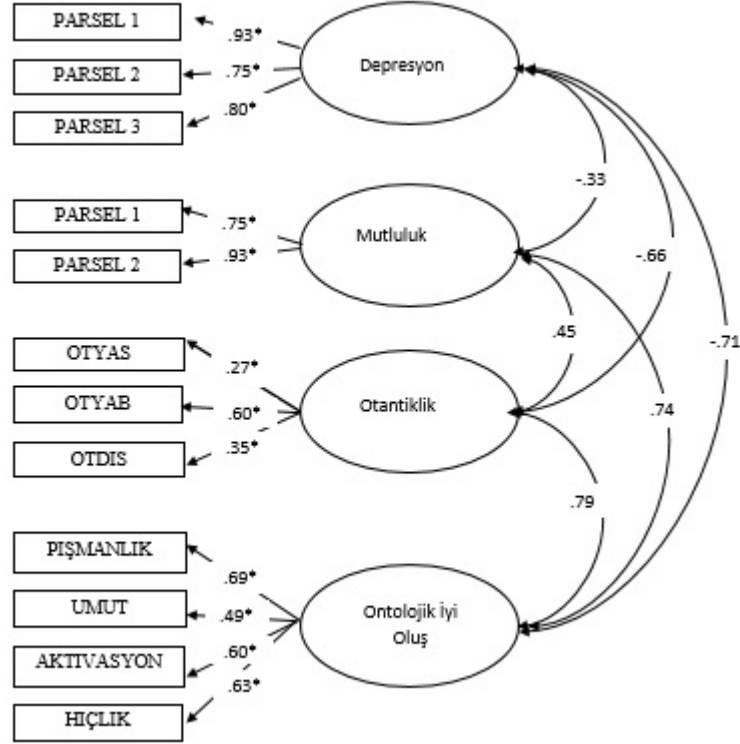 PARSEL 1
.93*
PARSEL 2
.75*
PARSEL 3
.80*
Depresyon
PARSEL 1
.75*
PARSEL 2
.93*
Mutluluk
OTYAS
.27*
OTYAB
.60*
OTDIS
.35*
Otantiklik
PIŞMANLIK
.69*
UMUT
.49*
AKTIVASYON
.60*
HIÇLIK
.63*
Ontolojik İyi
Oluş
-.33
-.66
.45
-.71
.74
.79